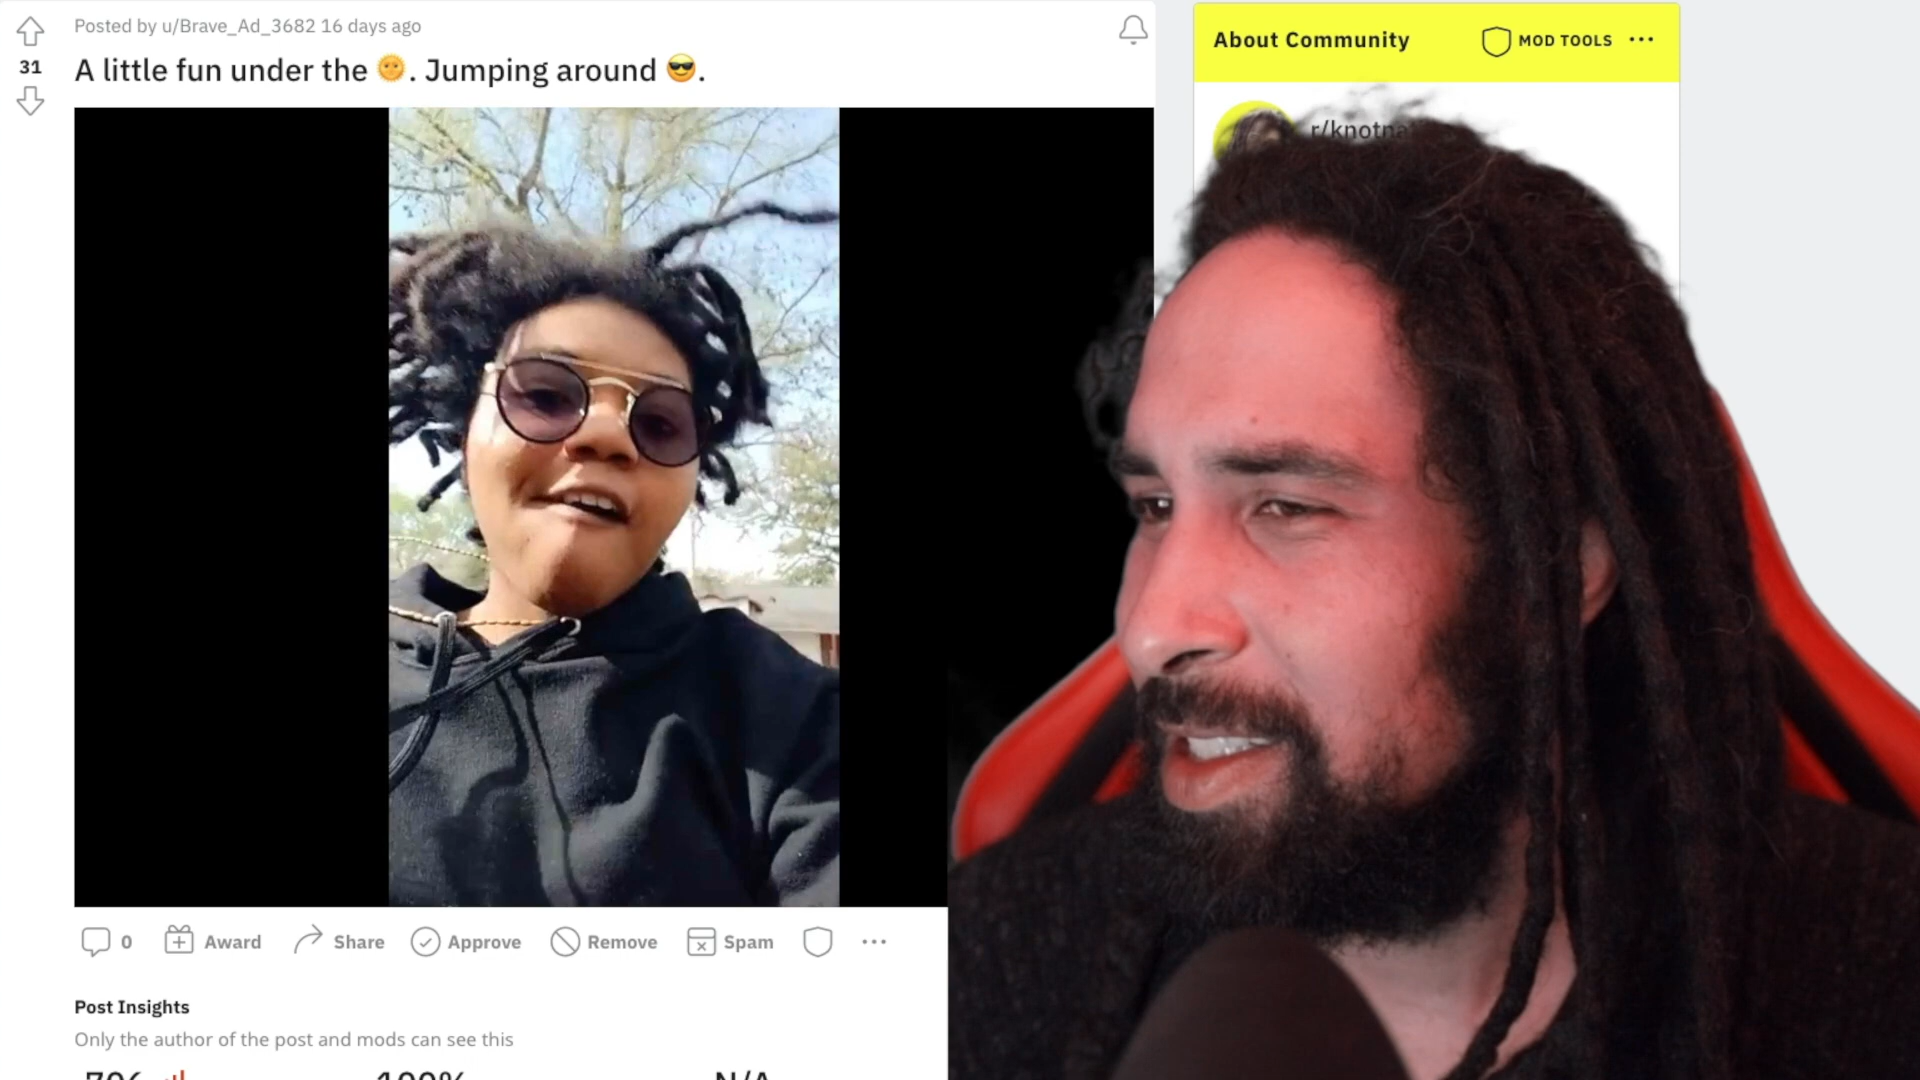 Posted by u/Brave_Ad_3682 16 days ago
31
A little fun under the 🌞. Jumping around 😎.
0
Award
Share
Approve
Remove
Spam
Post Insights
Only the author of the post and mods can see this
100%
N/A
About Community
MOD TOOLS